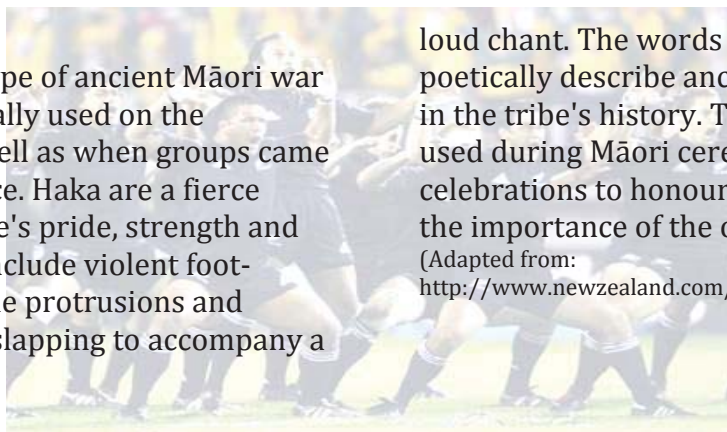 pe of ancient Māori war
ally used on the
ell as when groups came
ce. Haka are a fierce
e's pride, strength and
nclude violent foot-
e protrusions and
slapping to accompany a
loud chant. The words
poetically describe anc
in the tribe's history. T
used during Māori cere
celebrations to honour
the importance of the o
(Adapted from:
http://www.newzealand.com/